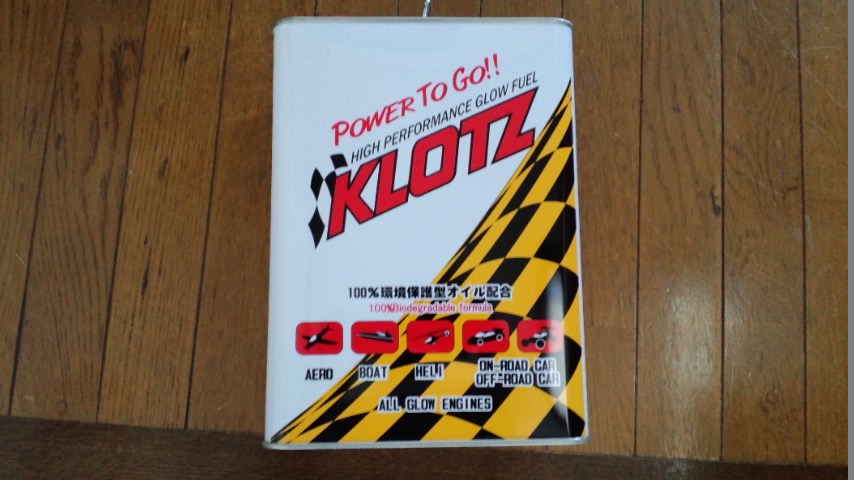 POWER TO GO!!
HIGH PERFORMANCE GLOW FUEL
KLOTZ
100%環境保護型オイル配合
100%Biodegradable formula
AERO BOAT HELI ON-ROAD CAR
OFF-ROAD CAR
ALL GLOW ENGINES